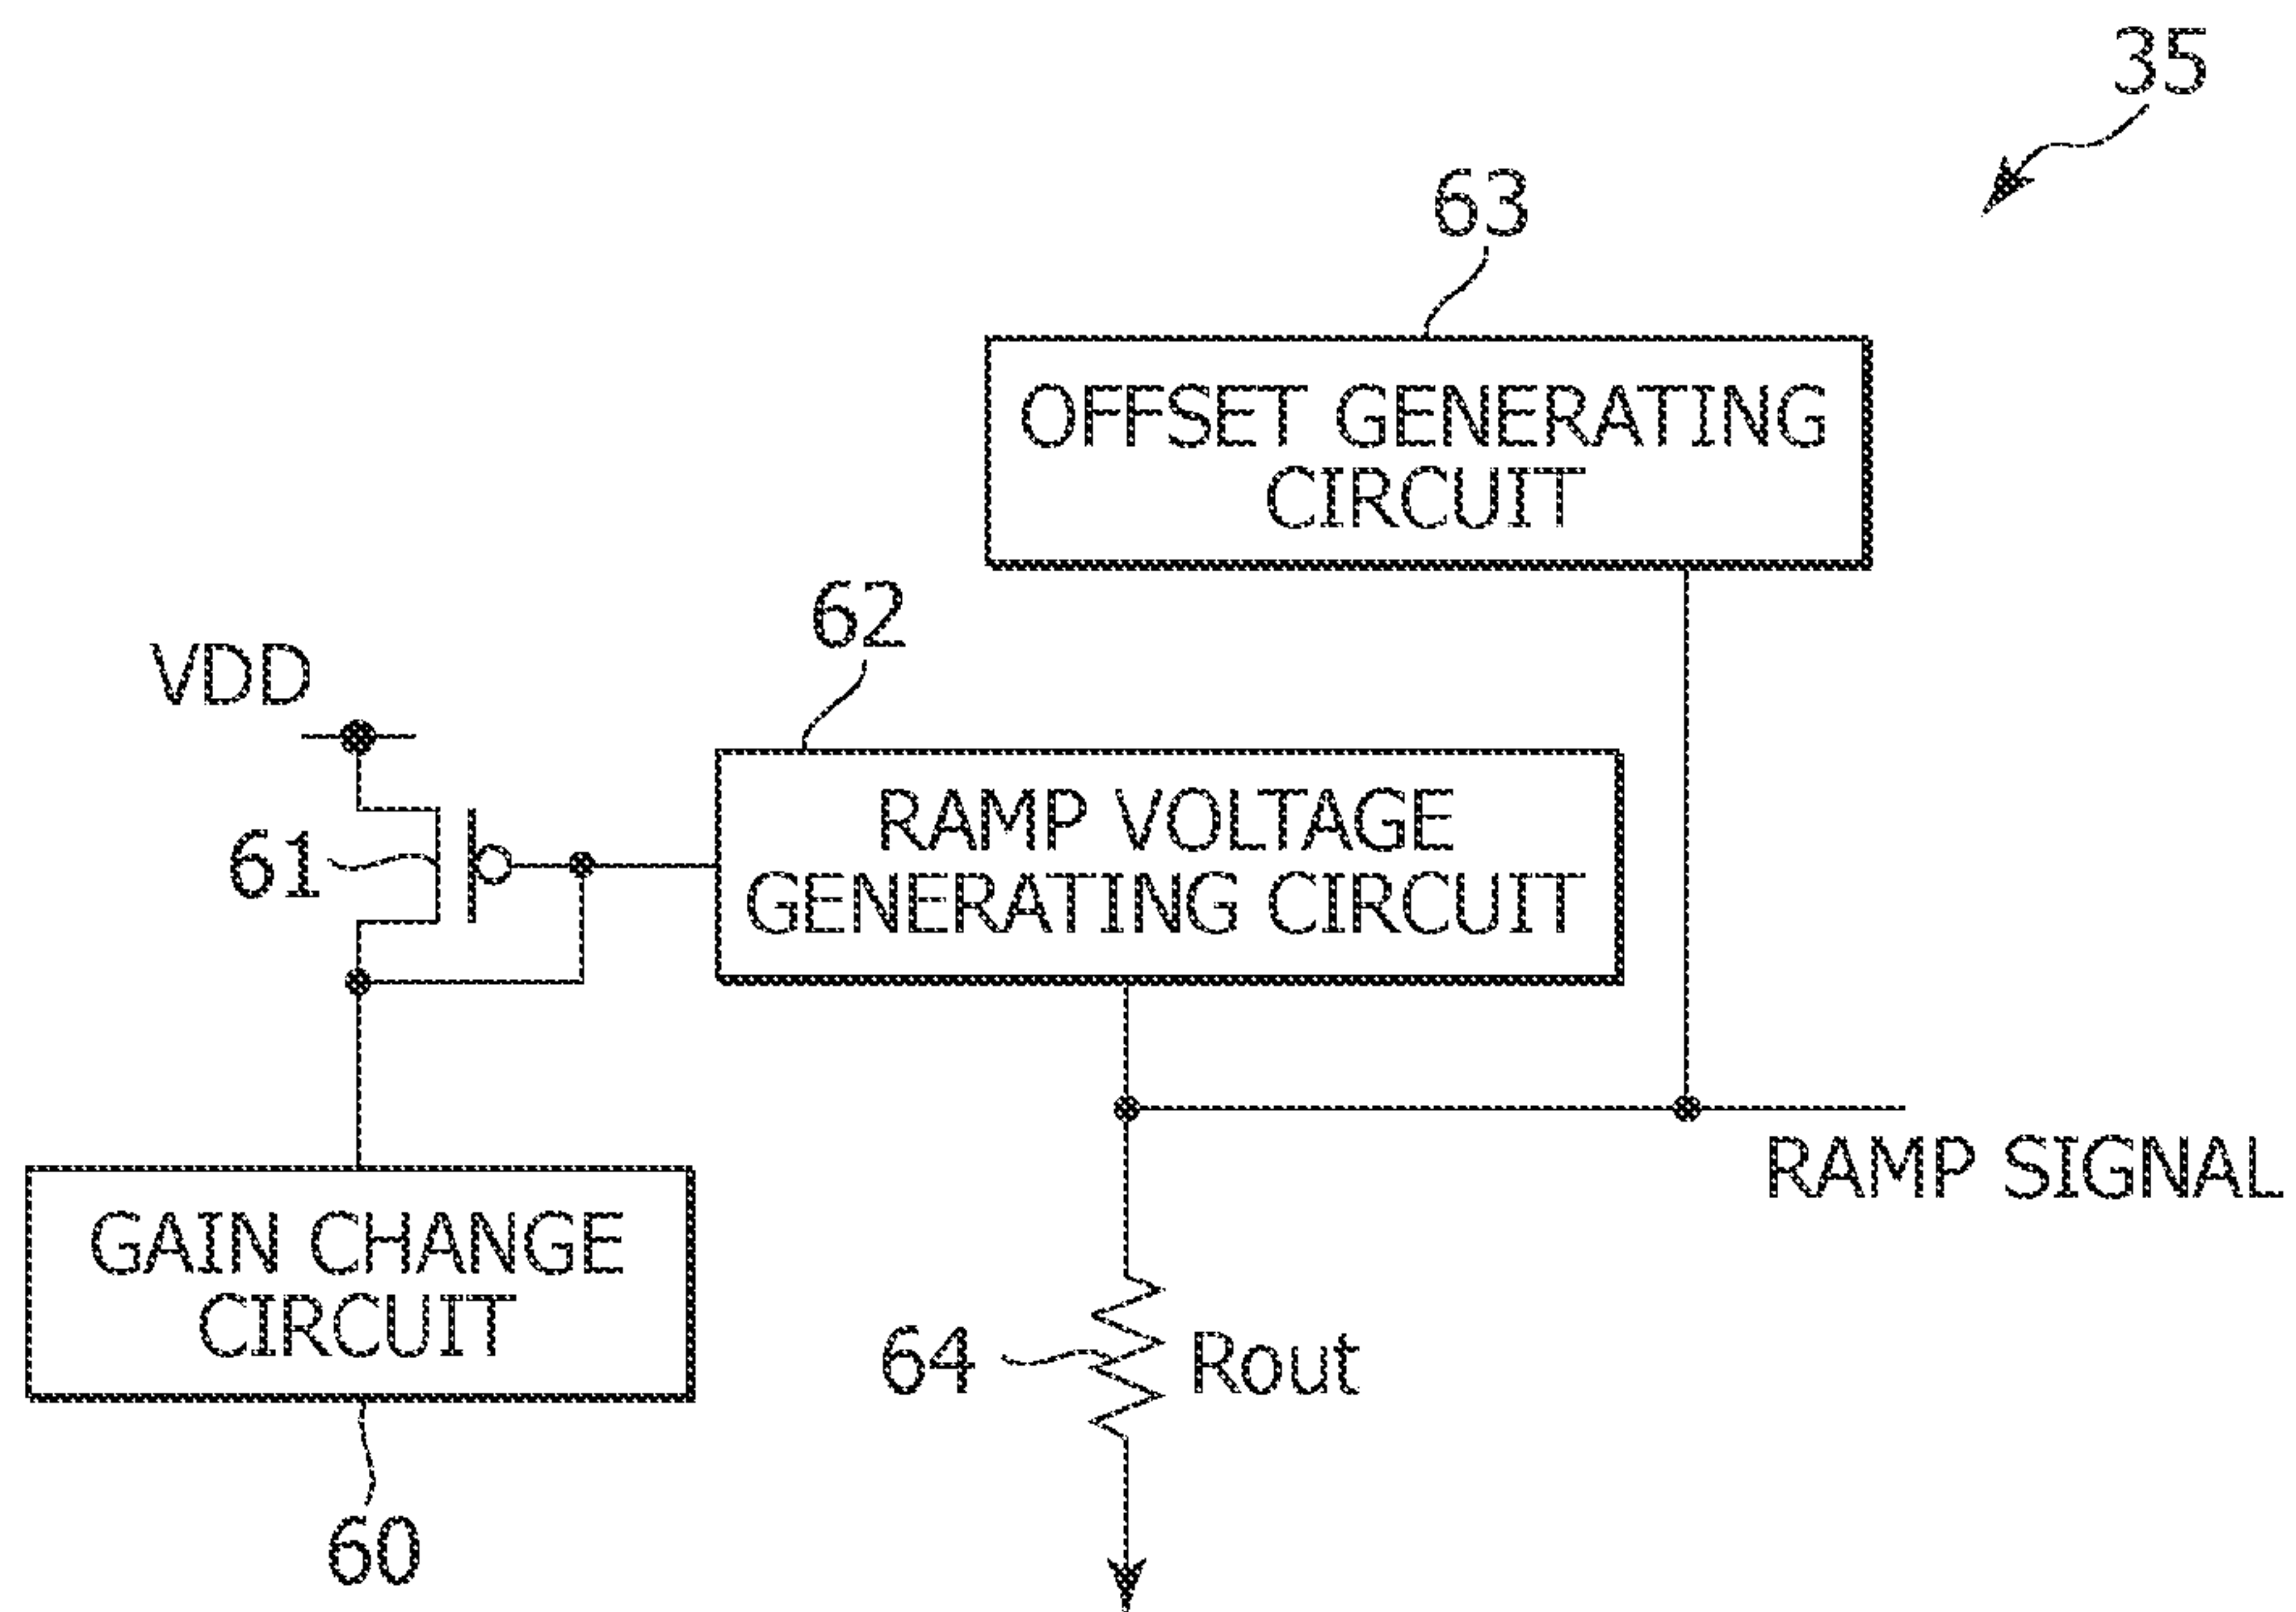 35
63
OFFSET GENERATING
CIRCUIT
62
VDD
RAMP VOLTAGE
GENERATING CIRCUIT
61
RAMP SIGNAL
GAIN CHANGE
CIRCUIT
64
Rout
60